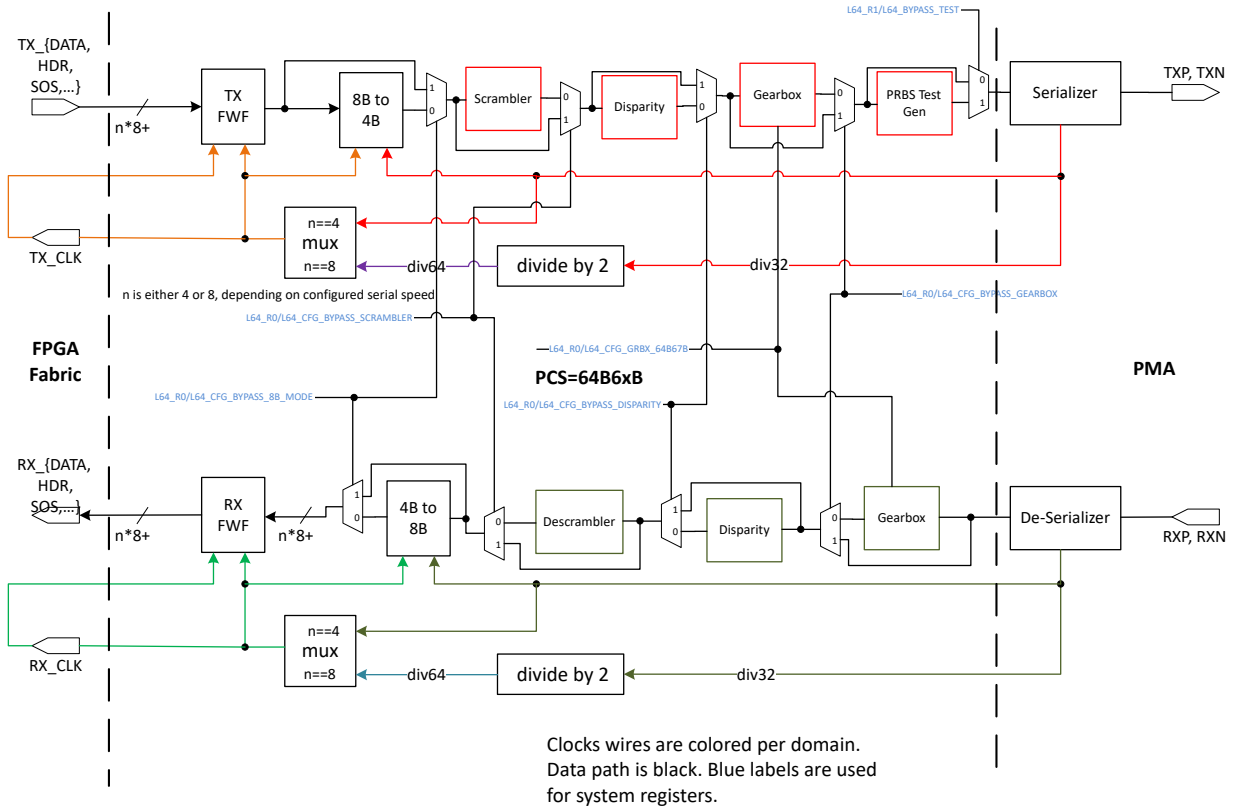 L64_R1/L64_BYPASS_TEST
TX_{DATA,
HDR,
SOS,...}
n*8+
TX
FWF
8B to
4B
1
0
Scrambler
0
1
Disparity
1
0
Gearbox
0
1
PRBS Test
Gen
0
1
Serializer
TXP, TXN
TX_CLK
n==4
mux
n==8
div64
divide by 2
div32
n is either 4 or 8, depending on configured serial speed
L64_R0/L64_CFG_BYPASS_GEARBOX
L64_R0/L64_CFG_BYPASS_SCRAMBLER
FPGA
Fabric
L64_R0/L64_CFG_GRBX_64B67B
PCS=64B6xB
PMA
L64_R0/L64_CFG_BYPASS_8B_MODE
L64_R0/L64_CFG_BYPASS_DISPARITY
RX_{DATA,
HDR,
SOS,...}
n*8+
RX
FWF
n*8+
1
0
4B to
8B
0
1
Descrambler
1
0
Disparity
0
1
Gearbox
De-Serializer
RXP, RXN
RX_CLK
n==4
mux
n==8
div64
divide by 2
div32
Clocks wires are colored per domain.
Data path is black. Blue labels are used
for system registers.